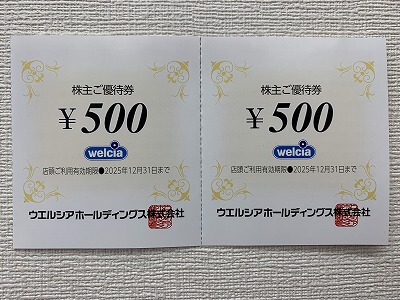 株主ご優待券
¥500
welcia
店頭ご利用有効期限●2025年12月31日まで
ウエルシアホールディングス株式会社
株主ご優待券
¥500
welcia
店頭ご利用有効期限●2025年12月31日まで
ウエルシアホールディングス株式会社